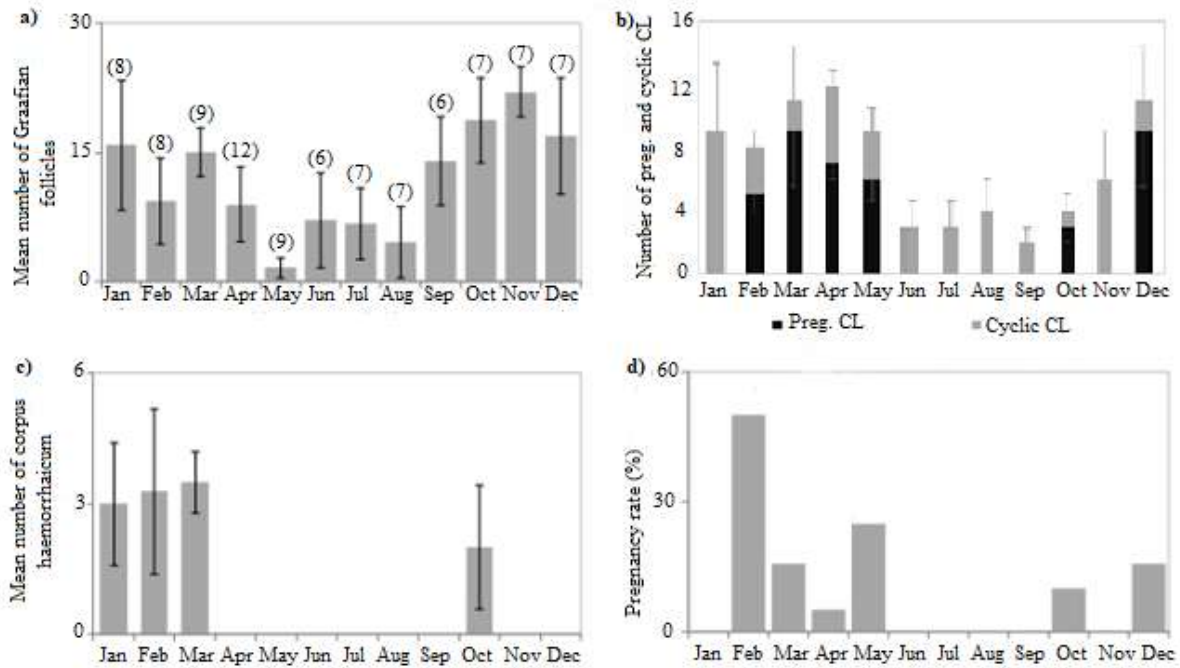 a)
Mean number of Graafian
follicles
30
15
0
(8)
(8)
(9)
(12)
(9)
(6)
(7)
(7)
(6)
(7)
(7)
(7)
Jan Feb Mar Apr May Jun Jul Aug Sep Oct Nov Dec
b)
Number of preg. and cyclic CL
16
12
8
4
0
Jan Feb Mar Apr May Jun Jul Aug Sep Oct Nov Dec
Preg. CL Cyclic CL
c)
Mean number of corpus
haemorrhaicum
6
3
0
Jan Feb Mar Apr May Jun Jul Aug Sep Oct Nov Dec
d)
Pregnancy rate (%)
60
30
0
Jan Feb Mar Apr May Jun Jul Aug Sep Oct Nov Dec